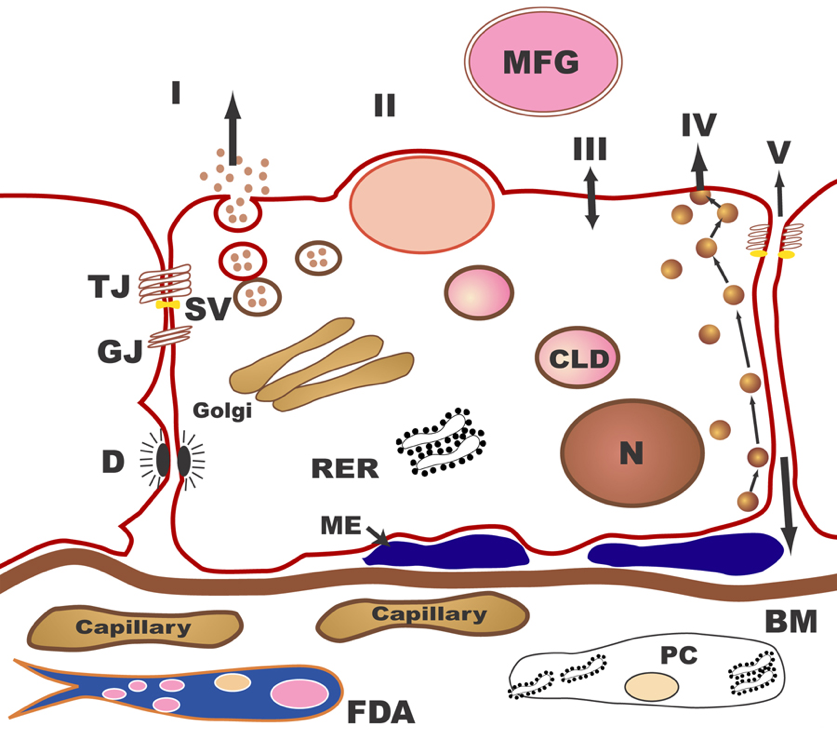 MFG
I
II
III
IV
V
TJ
SV
GJ
Golgi
CLD
D
RER
N
ME
Capillary
Capillary
BM
PC
FDA